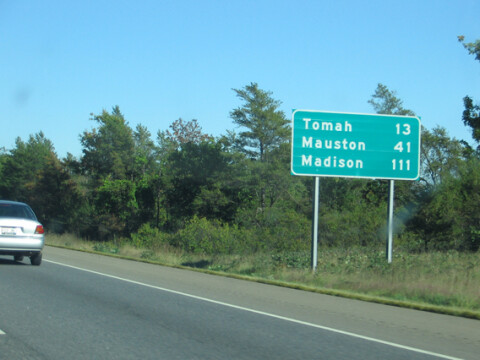 Tomah 13
Mauston 41
Madison 111